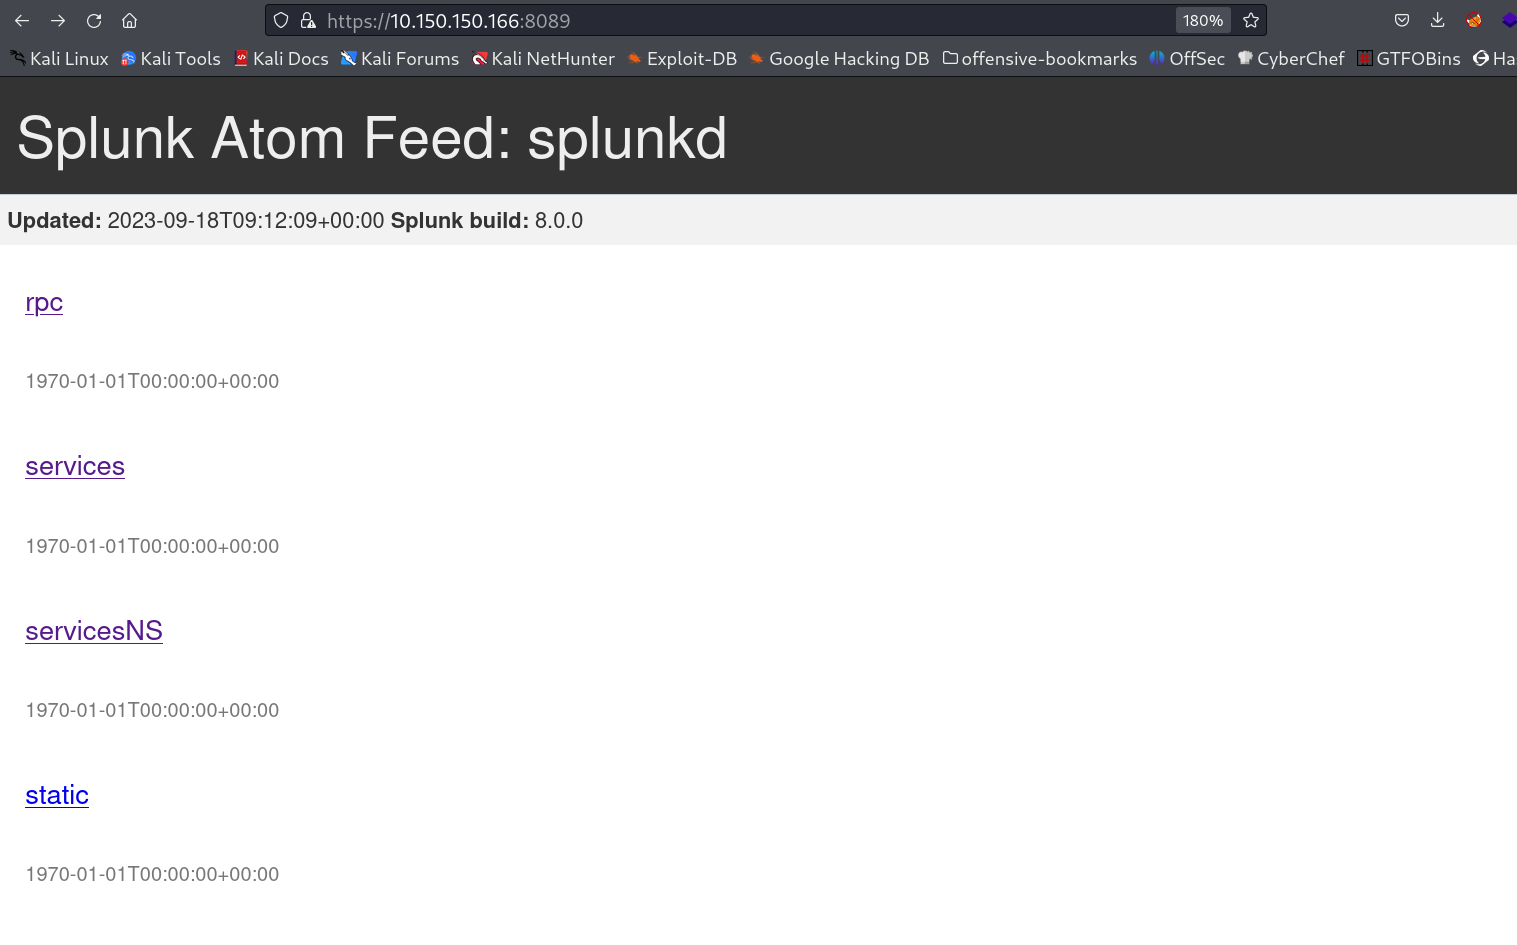 https://10.150.150.166:8089 180%
Kali Linux Kali Tools Kali Docs Kali Forums Kali NetHunter Exploit-DB Google Hacking DB offensive-bookmarks OffSec CyberChef GTFOBins Ha
Splunk Atom Feed: splunkd
Updated: 2023-09-18T09:12:09+00:00 Splunk build: 8.0.0
rpc
1970-01-01T00:00:00+00:00
services
1970-01-01T00:00:00+00:00
servicesNS
1970-01-01T00:00:00+00:00
static
1970-01-01T00:00:00+00:00